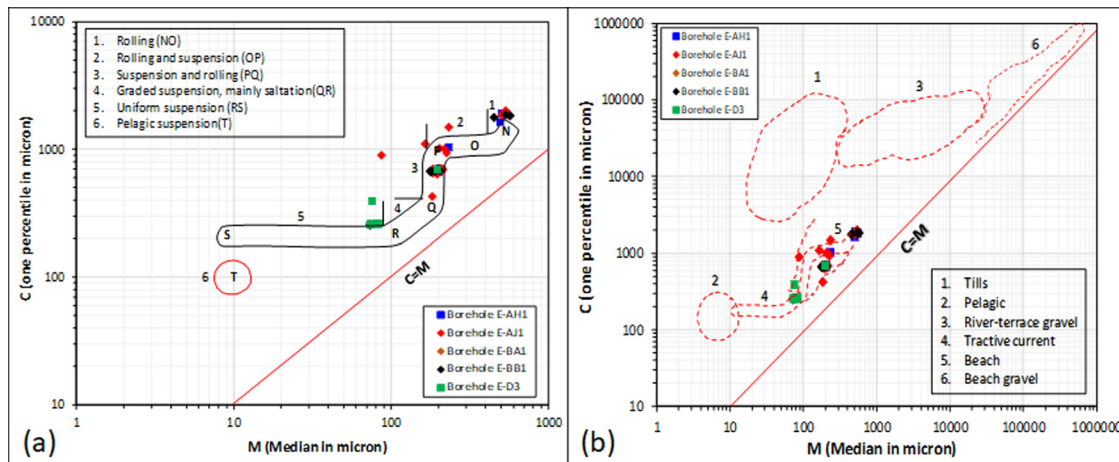 10000
1000
100
10
C (one percentile in micron)
1. Rolling (NO)
2. Rolling and suspension (OP)
3. Suspension and rolling (PQ)
4. Graded suspension, mainly saltation(QR)
5. Uniform suspension (RS)
6. Pelagic suspension(T)
1
2
N
P
O
3
4
Q
5
S
R
6
T
C=M
Borehole E-AH1
Borehole E-AJ1
Borehole E-BA1
Borehole E-BB1
Borehole E-D3
1
10
100
1000
(a)
M (Median in micron)
(b)
1000000
100000
10000
1000
100
10
C (one percentile in micron)
Borehole E-AH1
Borehole E-AJ1
Borehole E-BA1
Borehole E-BB1
Borehole E-D3
6
1
3
5
C=M
2
4
1. Tills
2. Pelagic
3. River-terrace gravel
4. Tractive current
5. Beach
6. Beach gravel
1
10
100
1000
10000
100000
1000000
M (Median in micron)